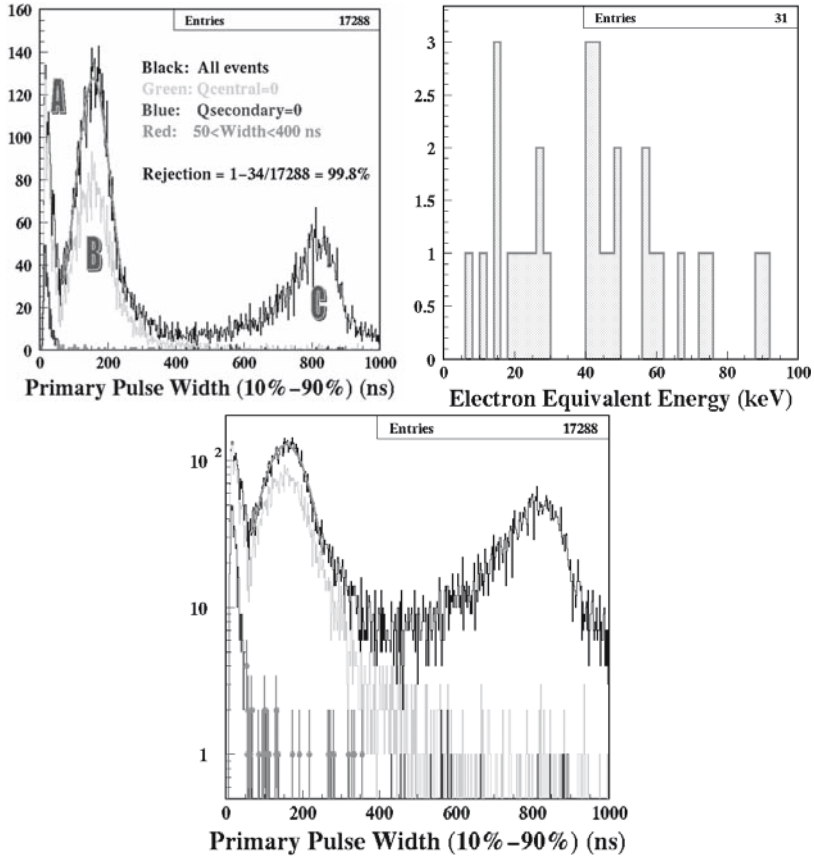 Entries 17288
160
140
120
100
80
60
40
20
0
A
B
C
Black: All events
Green: Qcentral=0
Blue: Qsecondary=0
Red: 50<Width<400 ns
Rejection = 1–34/17288 = 99.8%
0 200 400 600 800 1000
Primary Pulse Width (10%–90%) (ns)
Entries 31
3
2.5
2
1.5
1
0.5
0
0 20 40 60 80 100
Electron Equivalent Energy (keV)
Entries 17288
10²
10
1
0 200 400 600 800 1000
Primary Pulse Width (10%–90%) (ns)